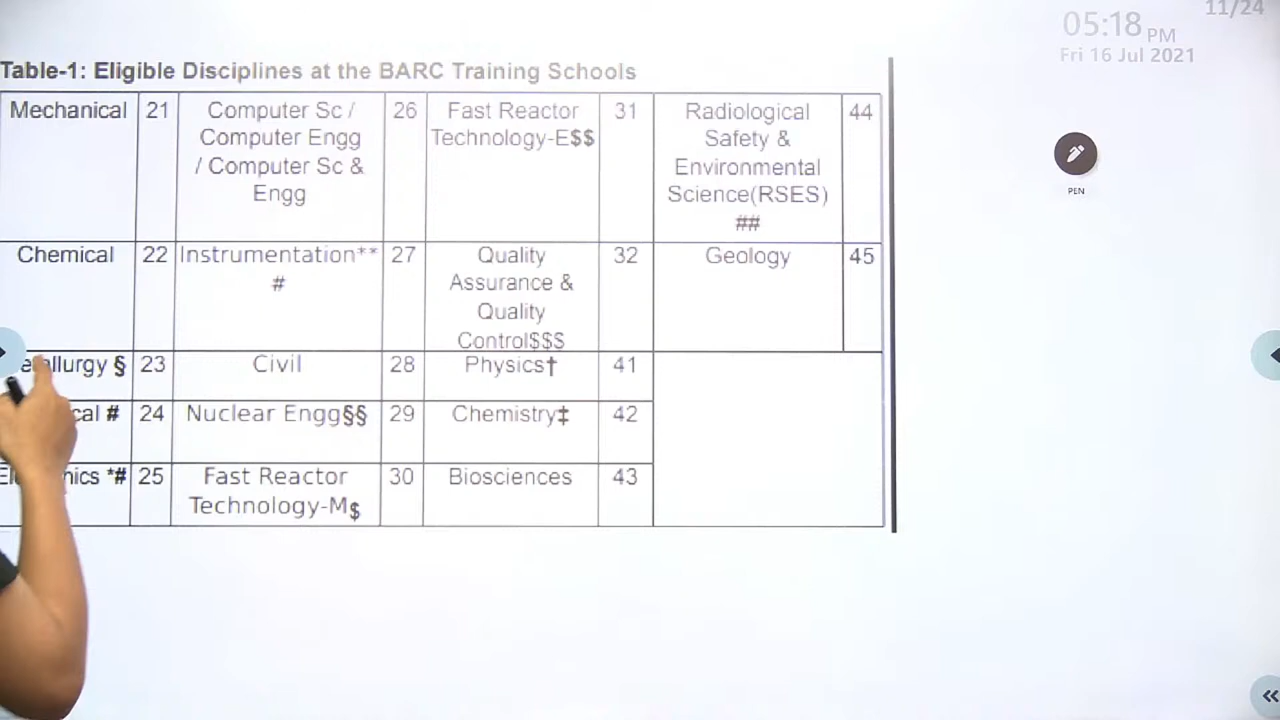 11/24
05:18 PM
Fri 16 Jul 2021
PEN
Table-1: Eligible Disciplines at the BARC Training Schools
Mechanical 21 Computer Sc / 26 Fast Reactor 31 Radiological 44
Computer Engg Technology-E$$ Safety &
/ Computer Sc & Environmental
Engg Science(RSES)
##
Chemical 22 Instrumentation** 27 Quality 32 Geology 45
# Assurance &
Quality
Control$$$
§ 23 Civil 28 Physics† 41
# 24 Nuclear Engg§§ 29 Chemistry‡ 42
*# 25 Fast Reactor 30 Biosciences 43
Technology-M$